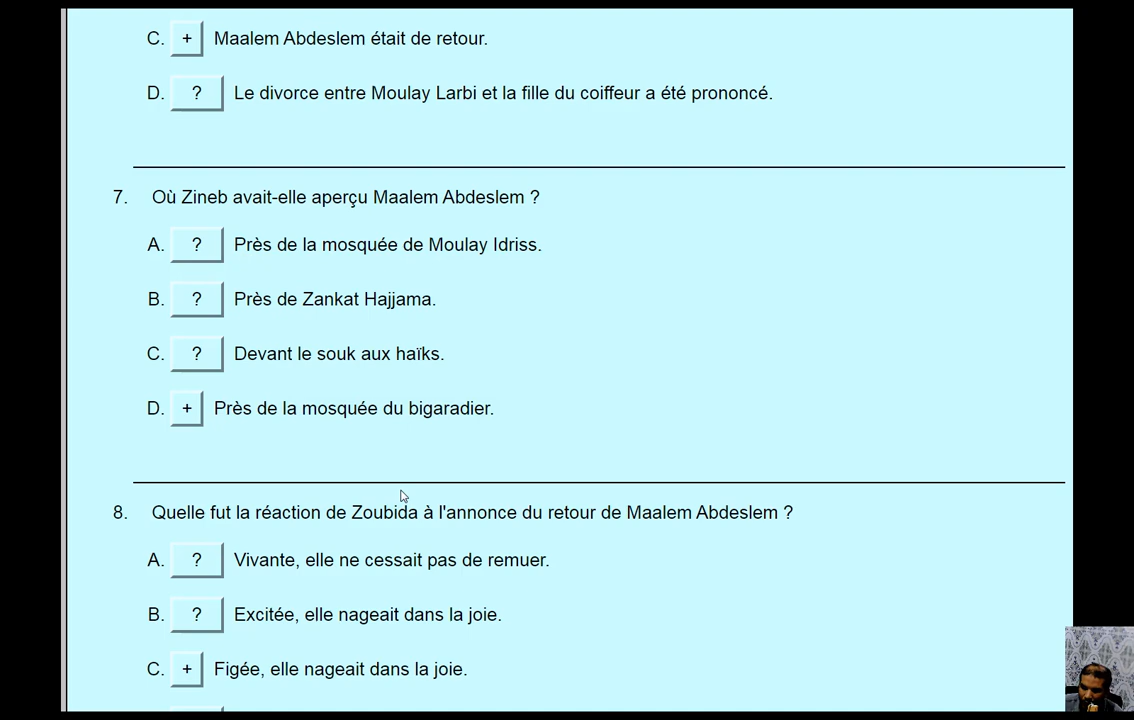 C. + Maalem Abdeslem était de retour.
D. ? Le divorce entre Moulay Larbi et la fille du coiffeur a été prononcé.
7. Où Zineb avait-elle aperçu Maalem Abdeslem ?
A. ? Près de la mosquée de Moulay Idriss.
B. ? Près de Zankat Hajjama.
C. ? Devant le souk aux haïks.
D. + Près de la mosquée du bigaradier.
8. Quelle fut la réaction de Zoubida à l'annonce du retour de Maalem Abdeslem ?
A. ? Vivante, elle ne cessait pas de remuer.
B. ? Excitée, elle nageait dans la joie.
C. + Figée, elle nageait dans la joie.